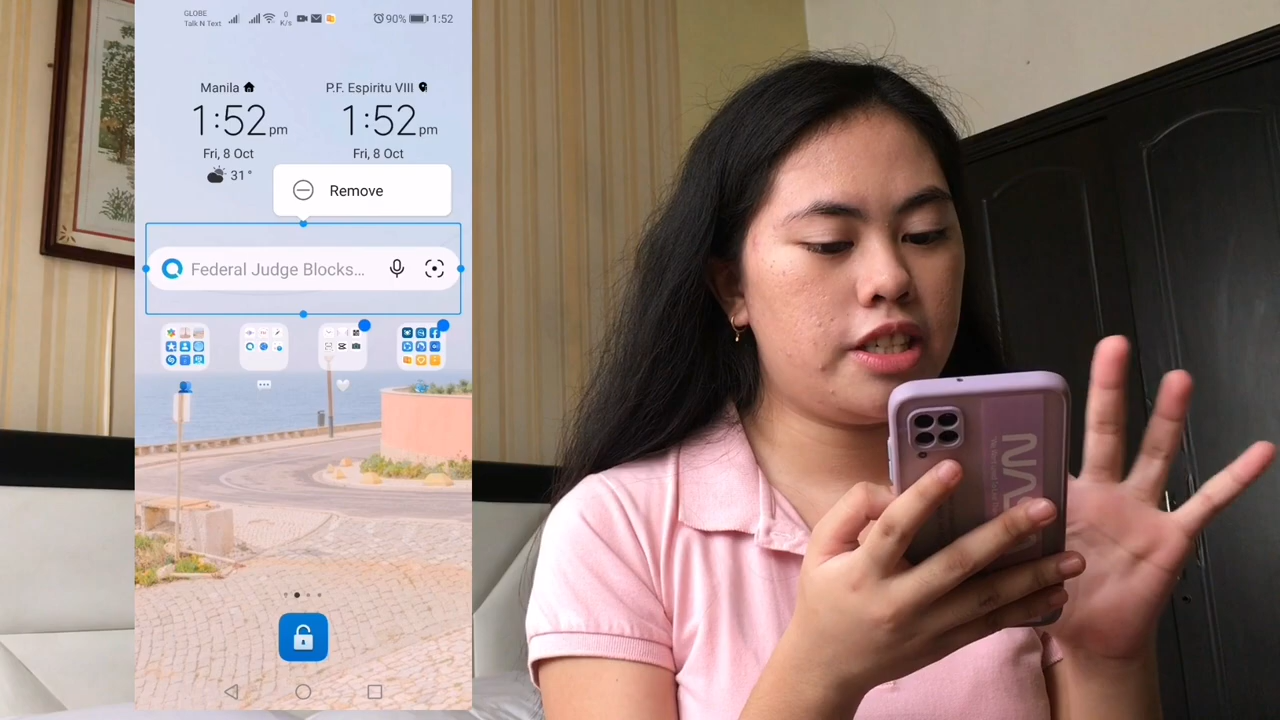 GLOBE
Talk N Text
0
K/s
90%
1:52
Manila
P.F. Espiritu VIII
1:52 pm
1:52 pm
Fri, 8 Oct
Fri, 8 Oct
31°
Remove
Federal Judge Blocks...
NASA